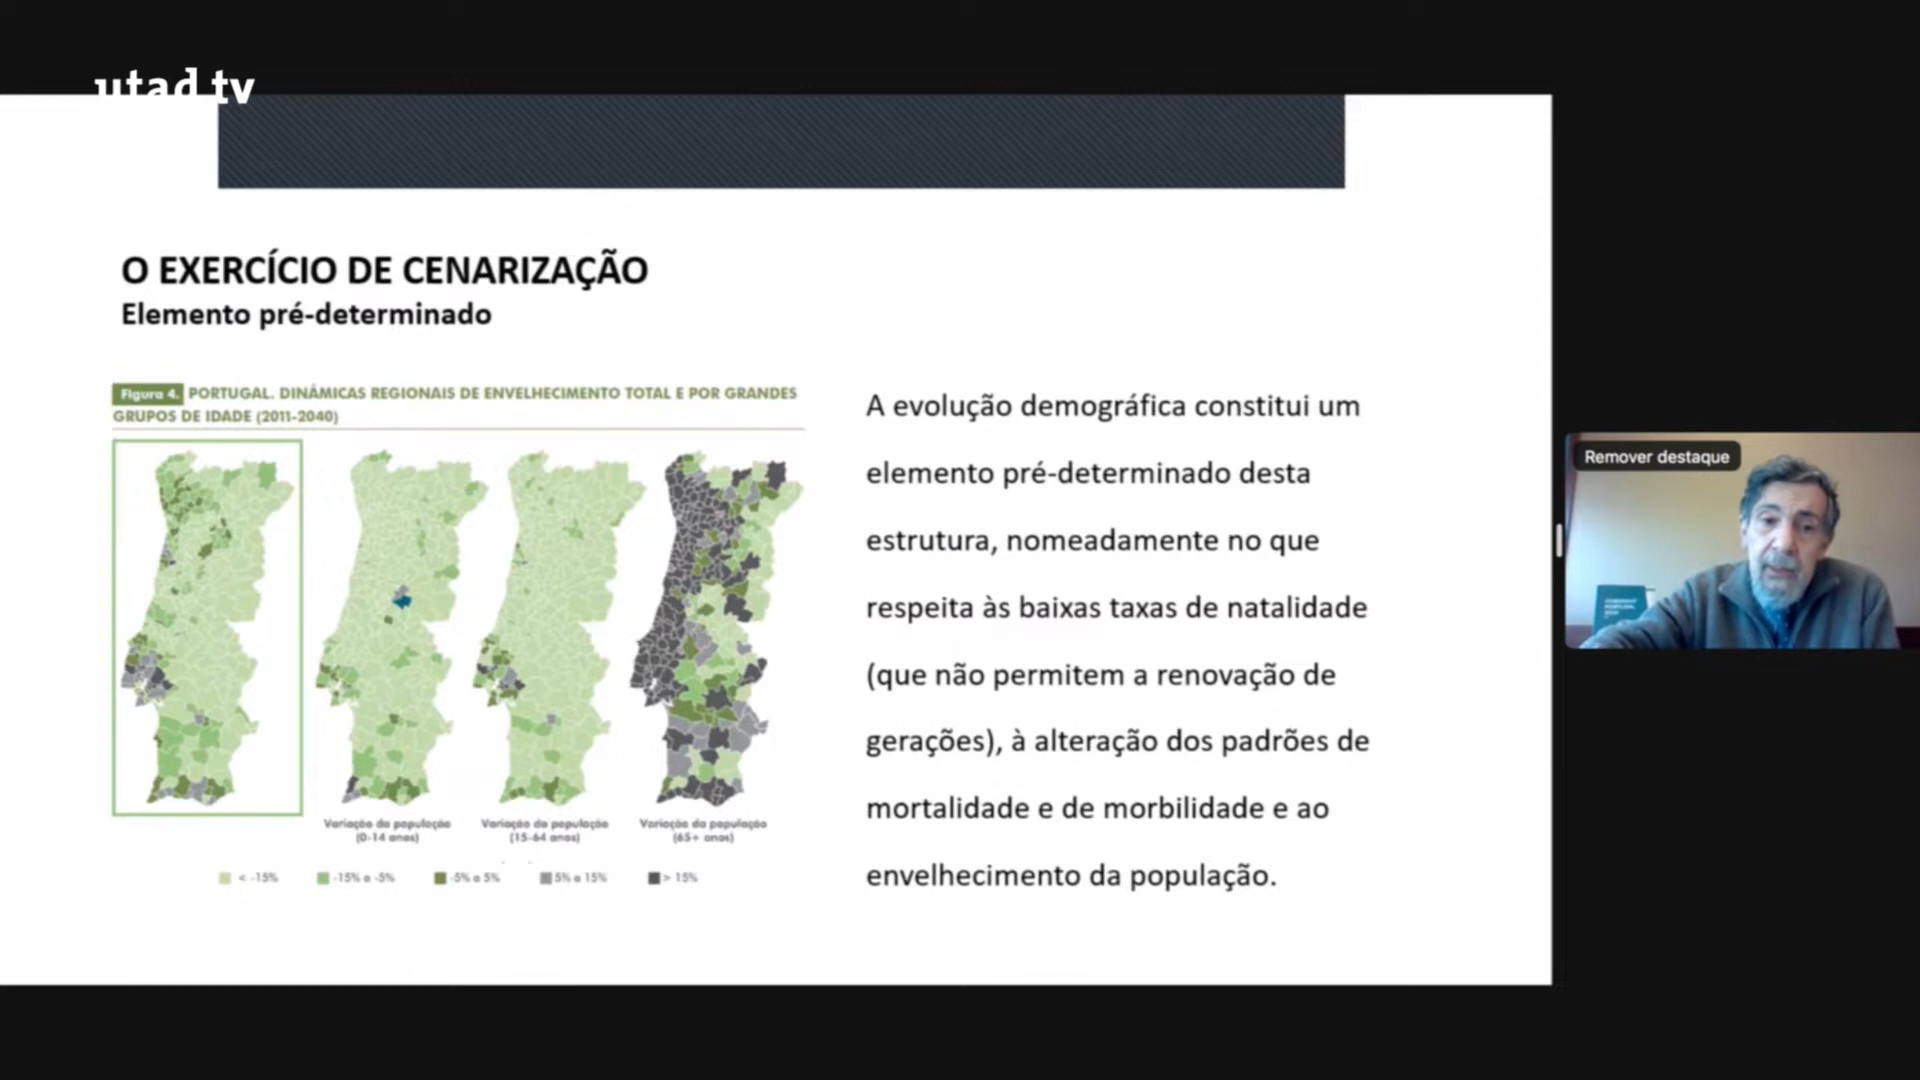 utad tv
O EXERCÍCIO DE CENARIZAÇÃO
Elemento pré-determinado
Figura 4. PORTUGAL. DINÂMICAS REGIONAIS DE ENVELHECIMENTO TOTAL E POR GRANDES
GRUPOS DE IDADE (2011-2040)
Variação da população
(0-14 anos)
Variação da população
(15-64 anos)
Variação da população
(65+ anos)
< -15%
-15% a -5%
-5% a 5%
5% a 15%
> 15%
A evolução demográfica constitui um
elemento pré-determinado desta
estrutura, nomeadamente no que
respeita às baixas taxas de natalidade
(que não permitem a renovação de
gerações), à alteração dos padrões de
mortalidade e de morbilidade e ao
envelhecimento da população.
Remover destaque